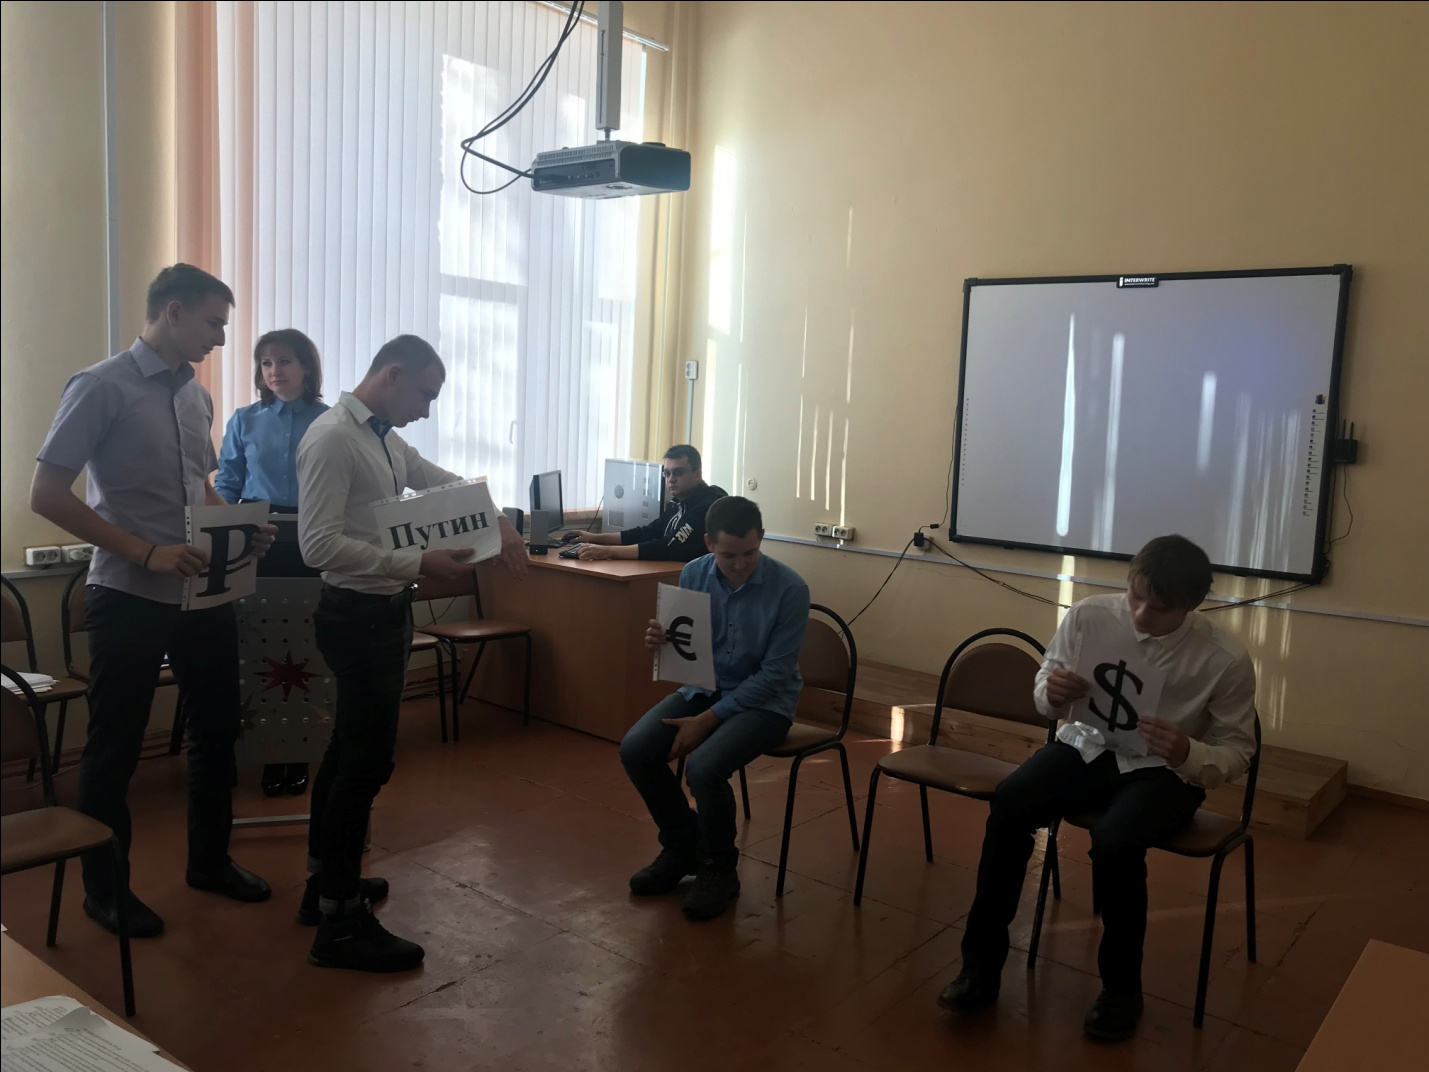 INTERWRITE
₽
Путин
€
$